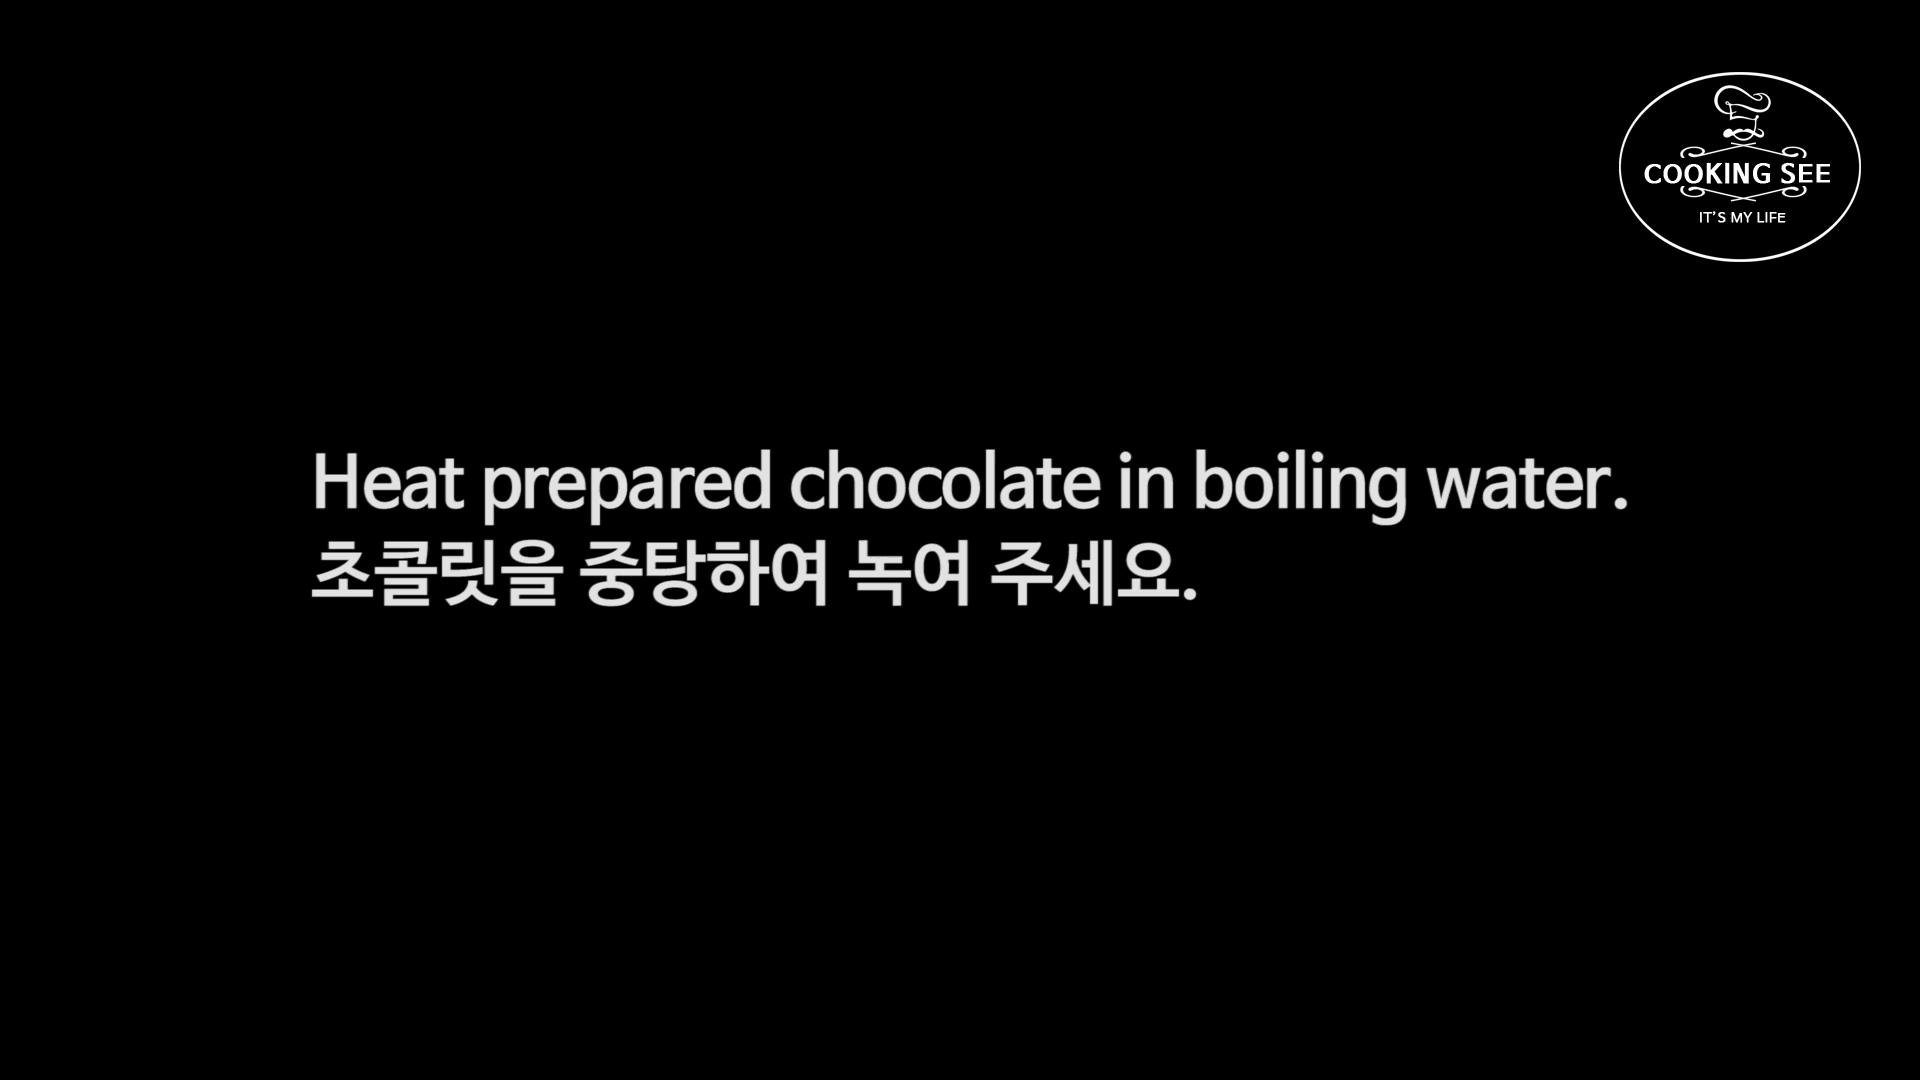 COOKING SEE
IT'S MY LIFE
Heat prepared chocolate in boiling water.
초콜릿을 중탕하여 녹여 주세요.